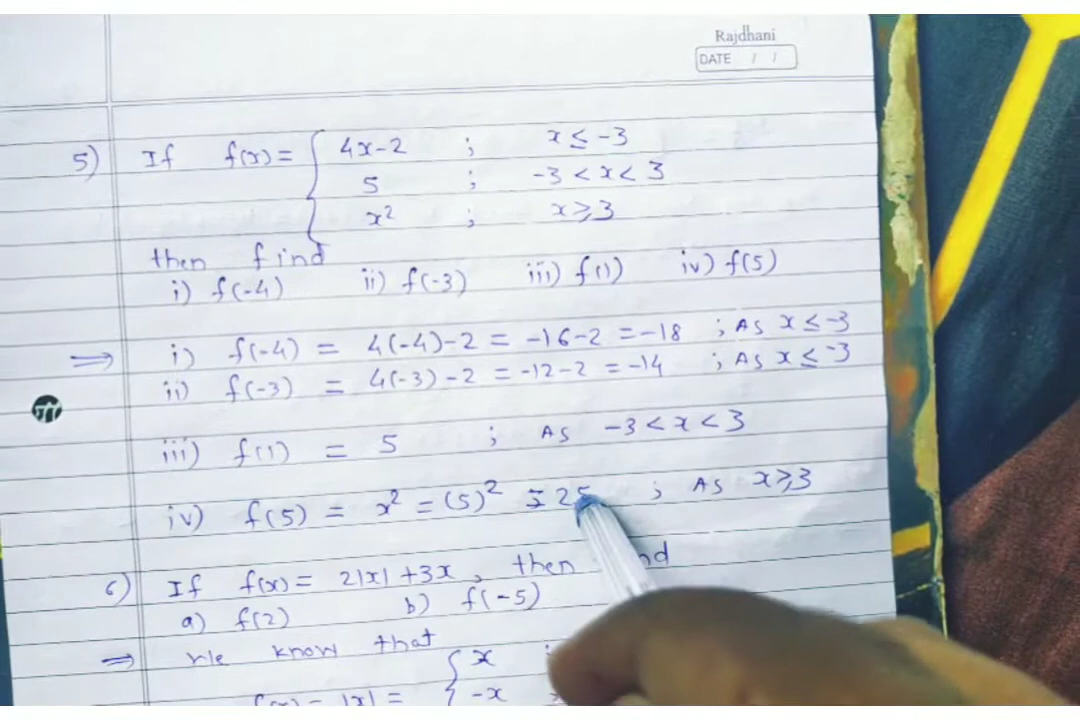 Rajdhani
DATE / /
5) If f(x) = { 4x-2 ; x ≤ -3
5 ; -3 < x < 3
x² ; x ≥ 3
then find
i) f(-4) ii) f(-3) iii) f(1) iv) f(5)
⇒ i) f(-4) = 4(-4)-2 = -16-2 = -18 ; As x ≤ -3
ii) f(-3) = 4(-3)-2 = -12-2 = -14 ; As x ≤ -3
iii) f(1) = 5 ; As -3 < x < 3
iv) f(5) = x² = (5)² = 25 ; As x ≥ 3
6) If f(x) = 2|x| + 3x , then
a) f(2) b) f(-5)
⇒ We know that
f(x) = |x| = { x
-x